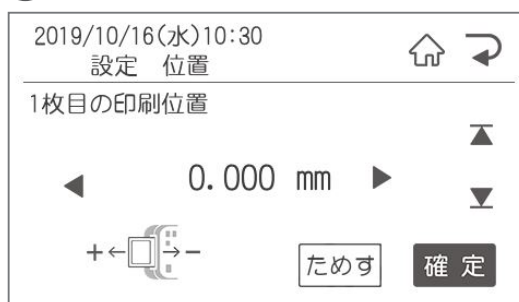 2019/10/16(水)10:30
設定 位置
1枚目の印刷位置
0.000 mm
+ -
ためす 確定